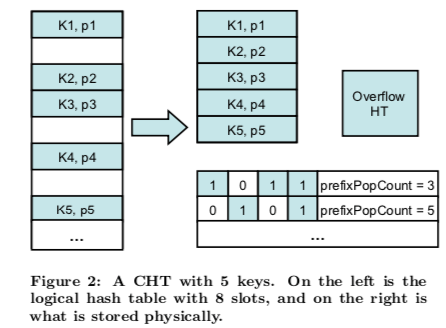 K1, p1
K2, p2
K3, p3
K4, p4
K5, p5
...
K1, p1
K2, p2
K3, p3
K4, p4
K5, p5
Overflow
HT
1 0 1 1 prefixPopCount = 3
0 1 0 1 prefixPopCount = 5
...
Figure 2: A CHT with 5 keys. On the left is the
logical hash table with 8 slots, and on the right is
what is stored physically.